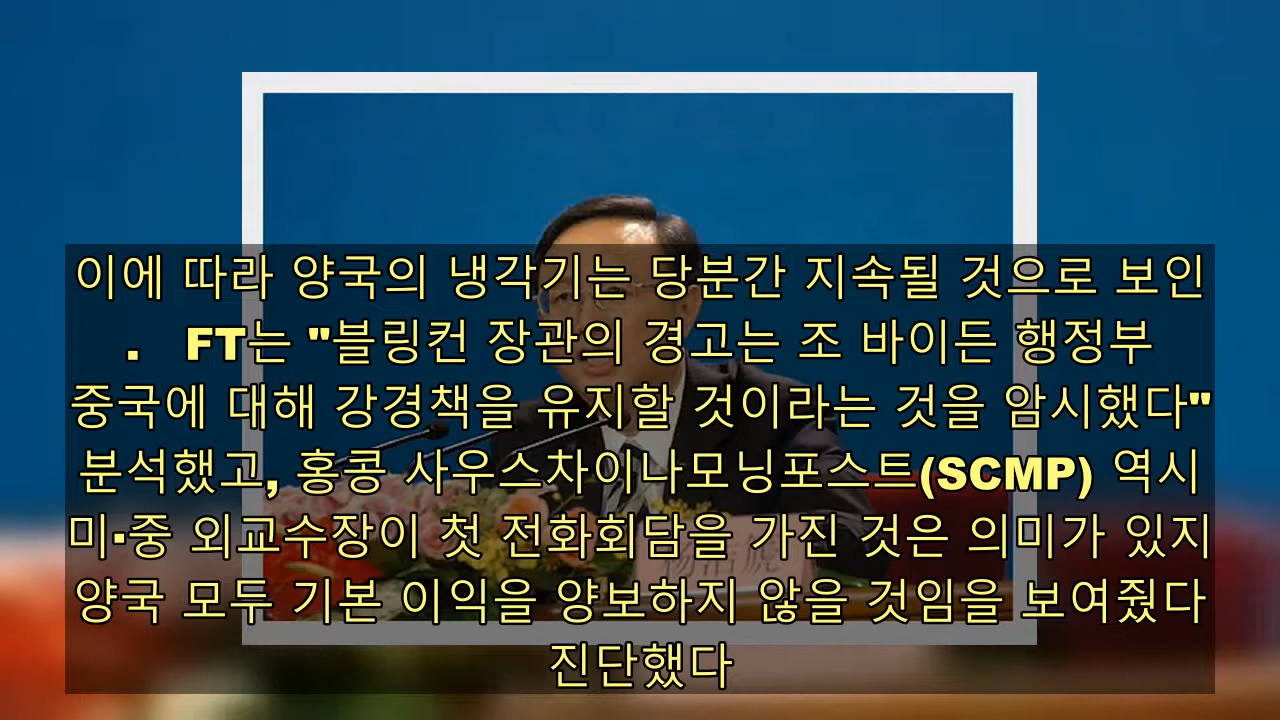 이에 따라 양국의 냉각기는 당분간 지속될 것으로 보인
. FT는 "블링컨 장관의 경고는 조 바이든 행정부
중국에 대해 강경책을 유지할 것이라는 것을 암시했다"
분석했고, 홍콩 사우스차이나모닝포스트(SCMP) 역시
미·중 외교수장이 첫 전화회담을 가진 것은 의미가 있지
양국 모두 기본 이익을 양보하지 않을 것임을 보여줬다
진단했다